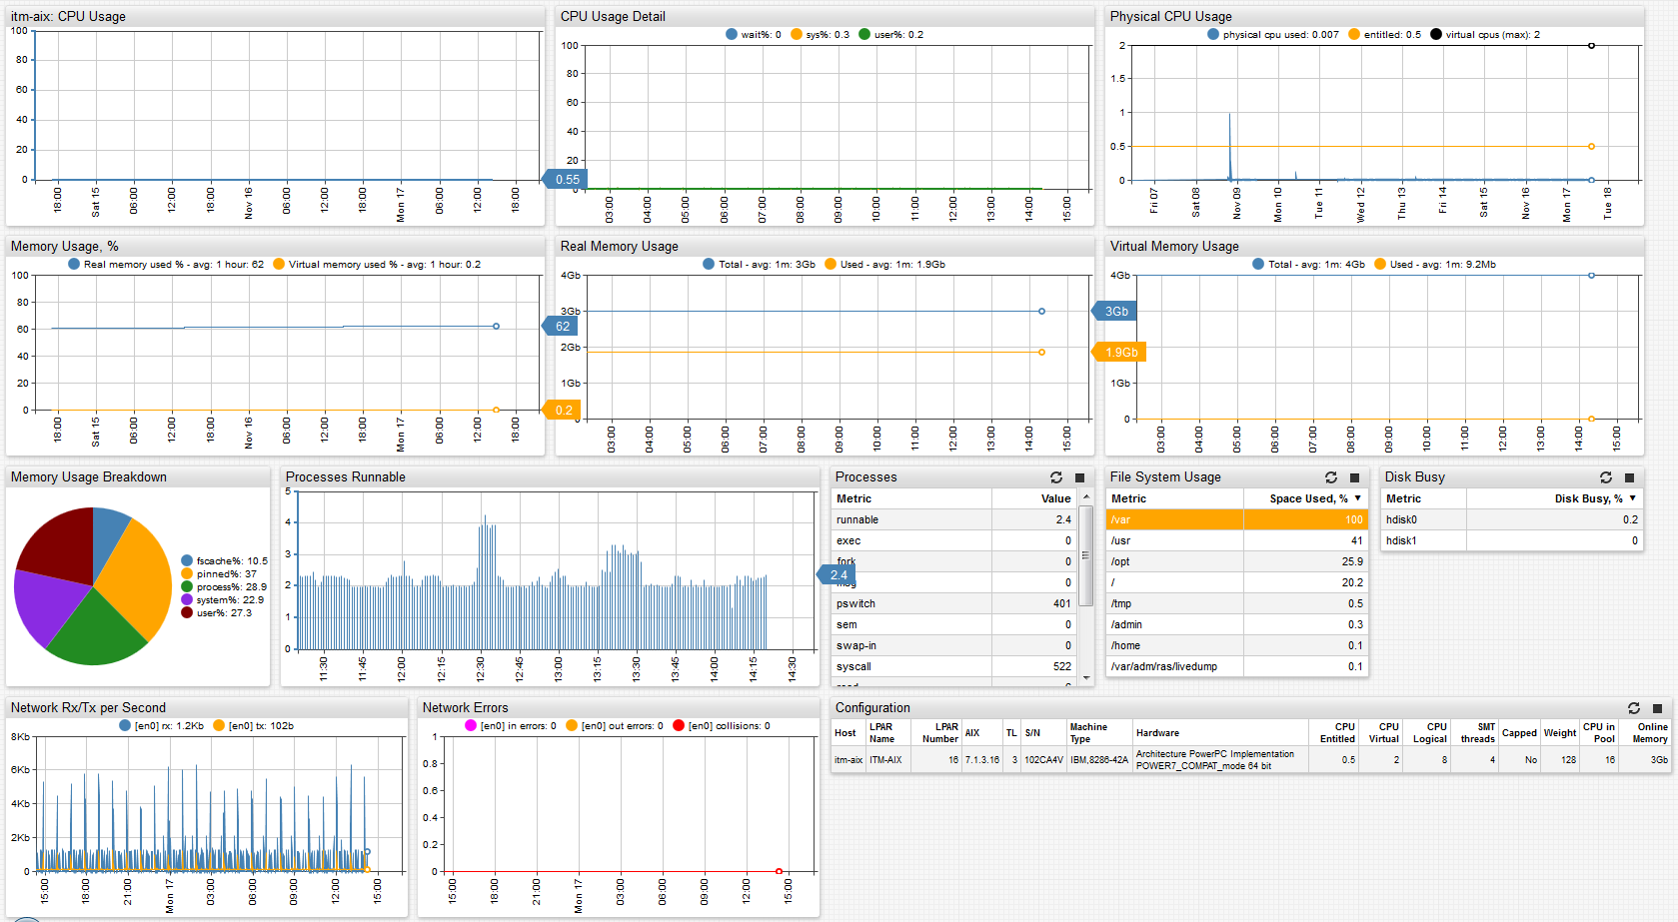 itm-aix: CPU Usage
100
80
60
40
20
0
18:00
Sat 15
06:00
12:00
18:00
Nov 16
06:00
12:00
18:00
Mon 17
06:00
12:00
18:00
0.55
CPU Usage Detail
wait%: 0 sys%: 0.3 user%: 0.2
100
80
60
40
20
0
03:00
04:00
05:00
06:00
07:00
08:00
09:00
10:00
11:00
12:00
13:00
14:00
15:00
Physical CPU Usage
physical cpu used: 0.007 entitled: 0.5 virtual cpus (max): 2
2
1.5
1
0.5
0
Fri 07
Sat 08
Nov 09
Mon 10
Tue 11
Wed 12
Thu 13
Fri 14
Sat 15
Nov 16
Mon 17
Tue 18
Memory Usage, %
Real memory used % - avg: 1 hour: 62 Virtual memory used % - avg: 1 hour: 0.2
100
80
60
40
20
0
18:00
Sat 15
06:00
12:00
18:00
Nov 16
06:00
12:00
18:00
Mon 17
06:00
12:00
18:00
62
0.2
Real Memory Usage
Total - avg: 1m: 3Gb Used - avg: 1m: 1.9Gb
4Gb
3Gb
2Gb
1Gb
0
03:00
04:00
05:00
06:00
07:00
08:00
09:00
10:00
11:00
12:00
13:00
14:00
15:00
3Gb
1.9Gb
Virtual Memory Usage
Total - avg: 1m: 4Gb Used - avg: 1m: 9.2Mb
4Gb
1Gb
0
03:00
04:00
05:00
06:00
07:00
08:00
09:00
10:00
11:00
12:00
13:00
14:00
15:00
Memory Usage Breakdown
fscache%: 10.5
pinned%: 37
process%: 28.9
system%: 22.9
user%: 27.3
Processes Runnable
5
4
3
2
1
0
11:30
11:45
12:00
12:15
12:30
12:45
13:00
13:15
13:30
13:45
14:00
14:15
14:30
2.4
Processes
Metric Value
runnable 2.4
exec 0
fork 0
0
pswitch 401
sem 0
swap-in 0
syscall 522
File System Usage
Metric Space Used, % ▼
/var 100
/usr 41
/opt 25.9
/ 20.2
/tmp 0.5
/admin 0.3
/home 0.1
/var/adm/ras/livedump 0.1
Disk Busy
Metric Disk Busy, % ▼
hdisk0 0.2
hdisk1 0
Network Rx/Tx per Second
[en0] rx: 1.2Kb [en0] tx: 102b
8Kb
6Kb
4Kb
2Kb
0
15:00
18:00
21:00
Mon 17
03:00
06:00
09:00
12:00
15:00
Network Errors
[en0] in errors: 0 [en0] out errors: 0 [en0] collisions: 0
1
0.8
0.6
0.4
0.2
0
15:00
18:00
21:00
Mon 17
03:00
06:00
09:00
12:00
15:00
Configuration
Host LPAR Name LPAR Number AIX TL S/N Machine Type Hardware CPU Entitled CPU Virtual CPU Logical SMT threads Capped Weight CPU in Pool Online Memory
itm-aix ITM-AIX 16 7.1.3.16 3 102CA4V IBM,8286-42A Architecture PowerPC Implementation POWER7_COMPAT_mode 64 bit 0.5 2 8 4 No 128 16 3Gb